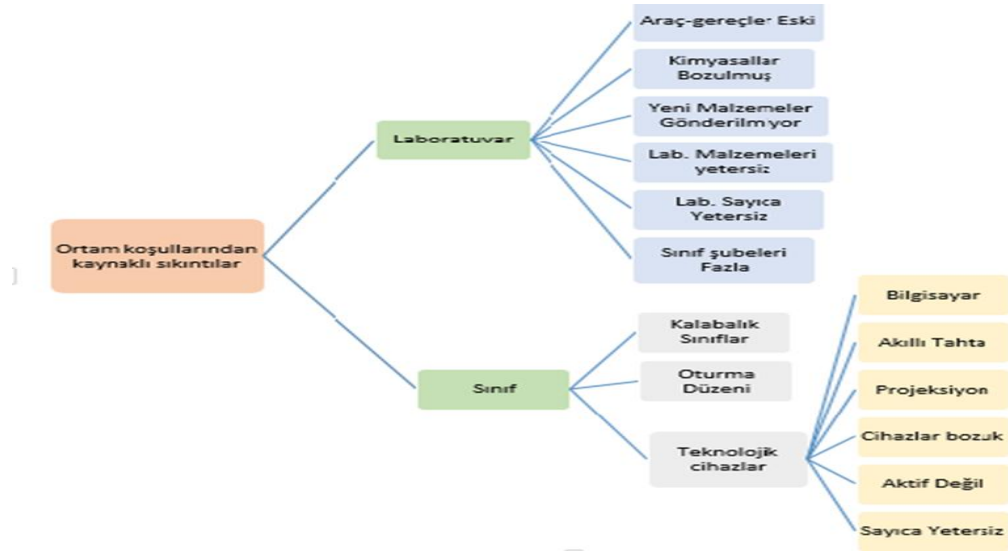 Ortam koşullarından
kaynaklı sıkıntılar
Laboratuvar
Araç-gereçler Eski
Kimyasallar
Bozulmuş
Yeni Malzemeler
Gönderilmiyor
Lab. Malzemeleri
yetersiz
Lab. Sayıca
Yetersiz
Sınıf şubeleri
Fazla
Sınıf
Kalabalık
Sınıflar
Oturma
Düzeni
Teknolojik
cihazlar
Bilgisayar
Akıllı Tahta
Projeksiyon
Cihazlar bozuk
Aktif Değil
Sayıca Yetersiz